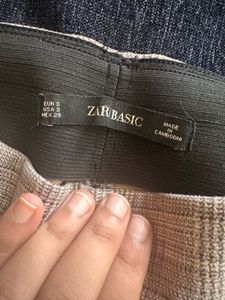 EUR S
USA S
MEX 26
ZARA BASIC
MADE IN
CAMBODIA